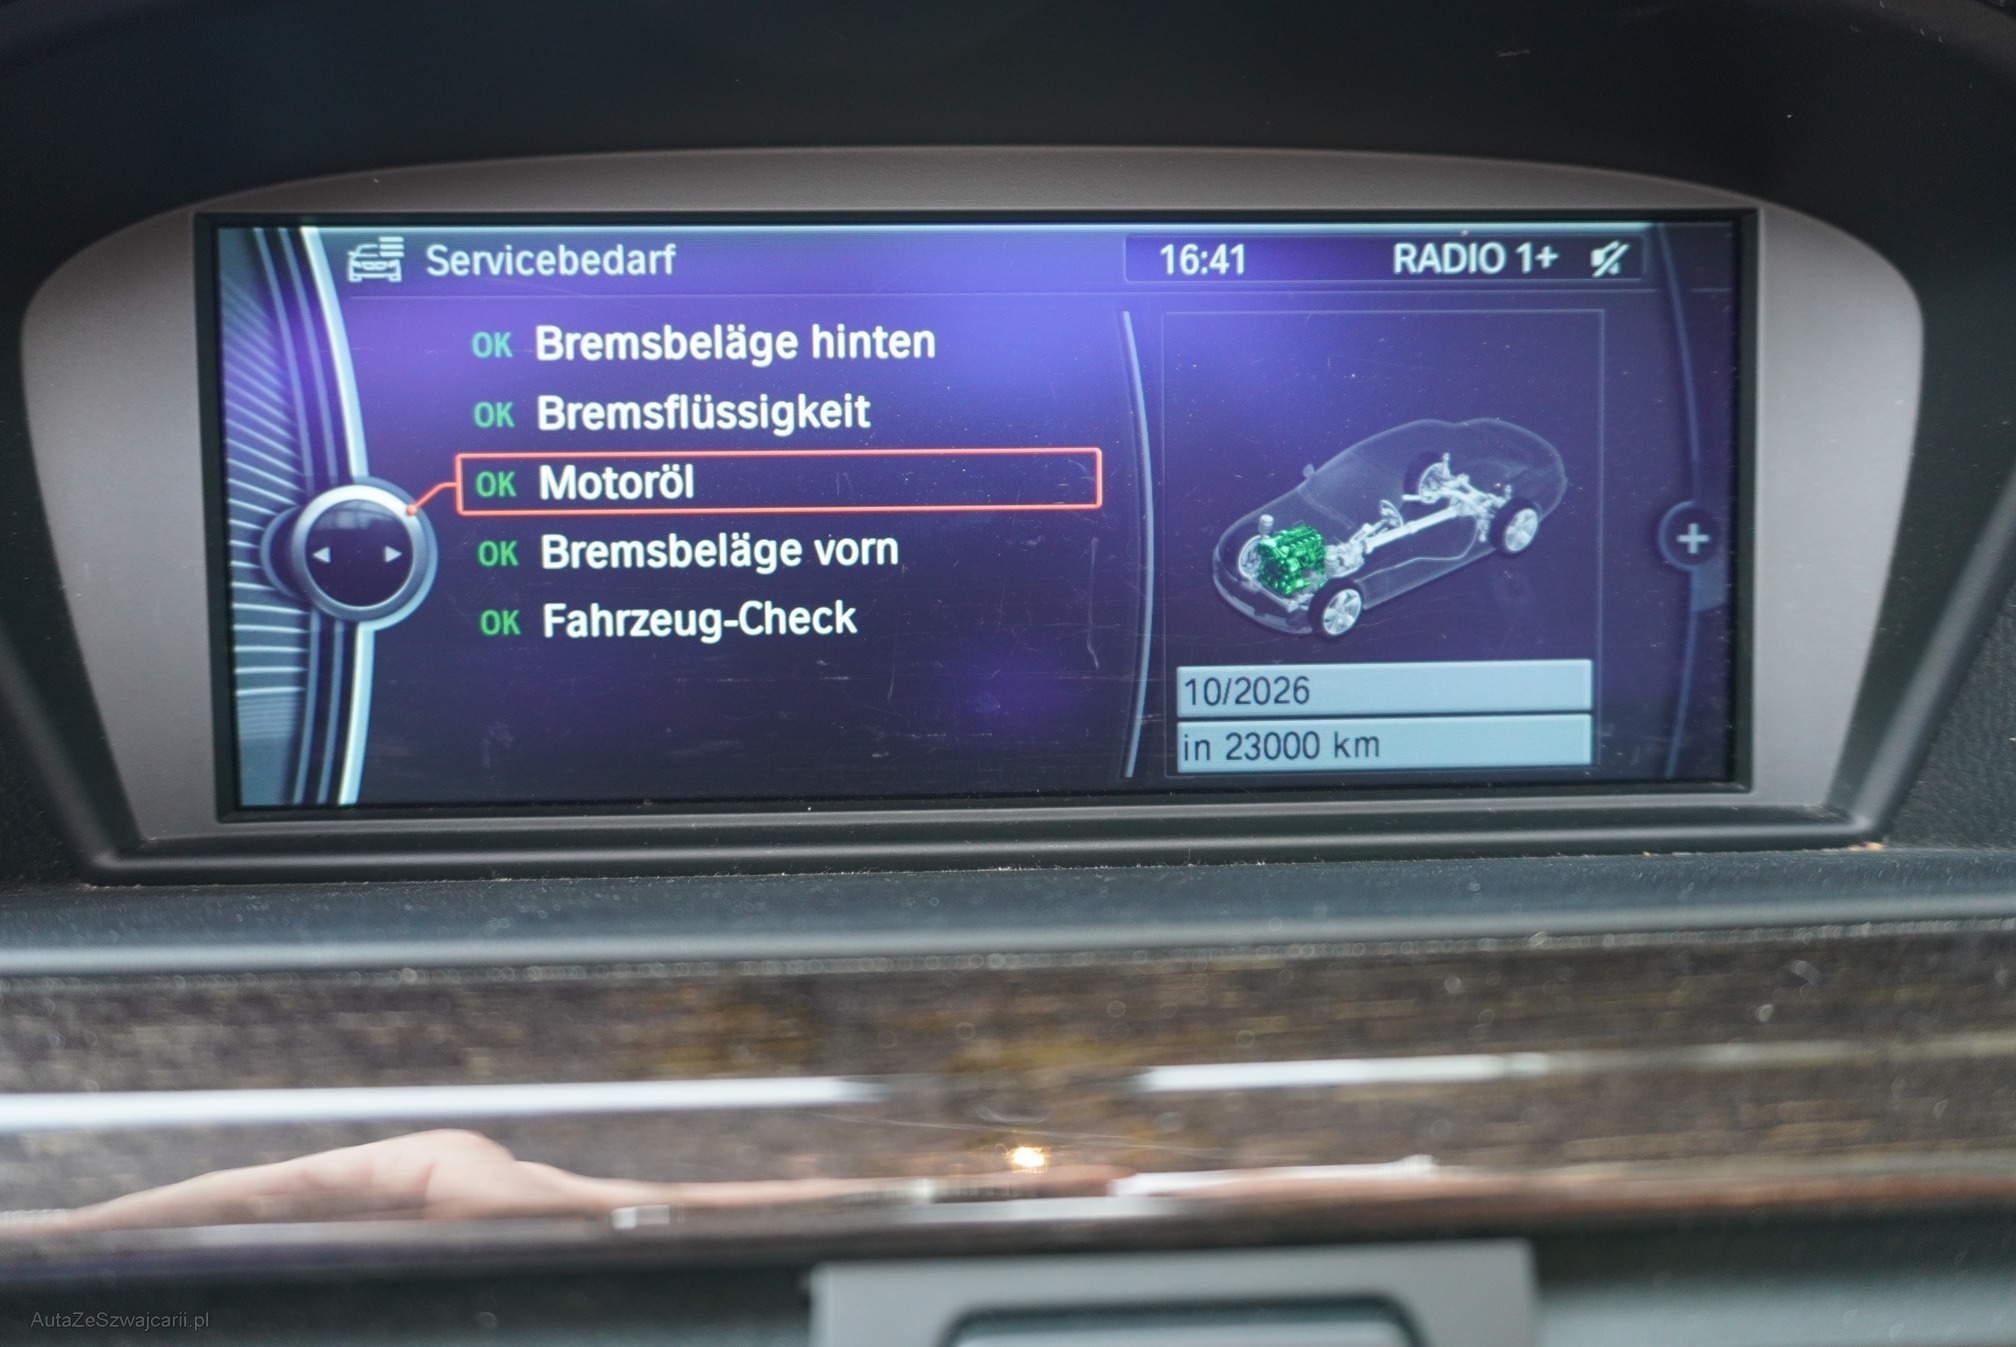 Servicebedarf
16:41
RADIO 1+
OK Bremsbeläge hinten
OK Bremsflüssigkeit
OK Motoröl
OK Bremsbeläge vorn
OK Fahrzeug-Check
10/2026
in 23000 km
AutaZeSzwajcarii.pl